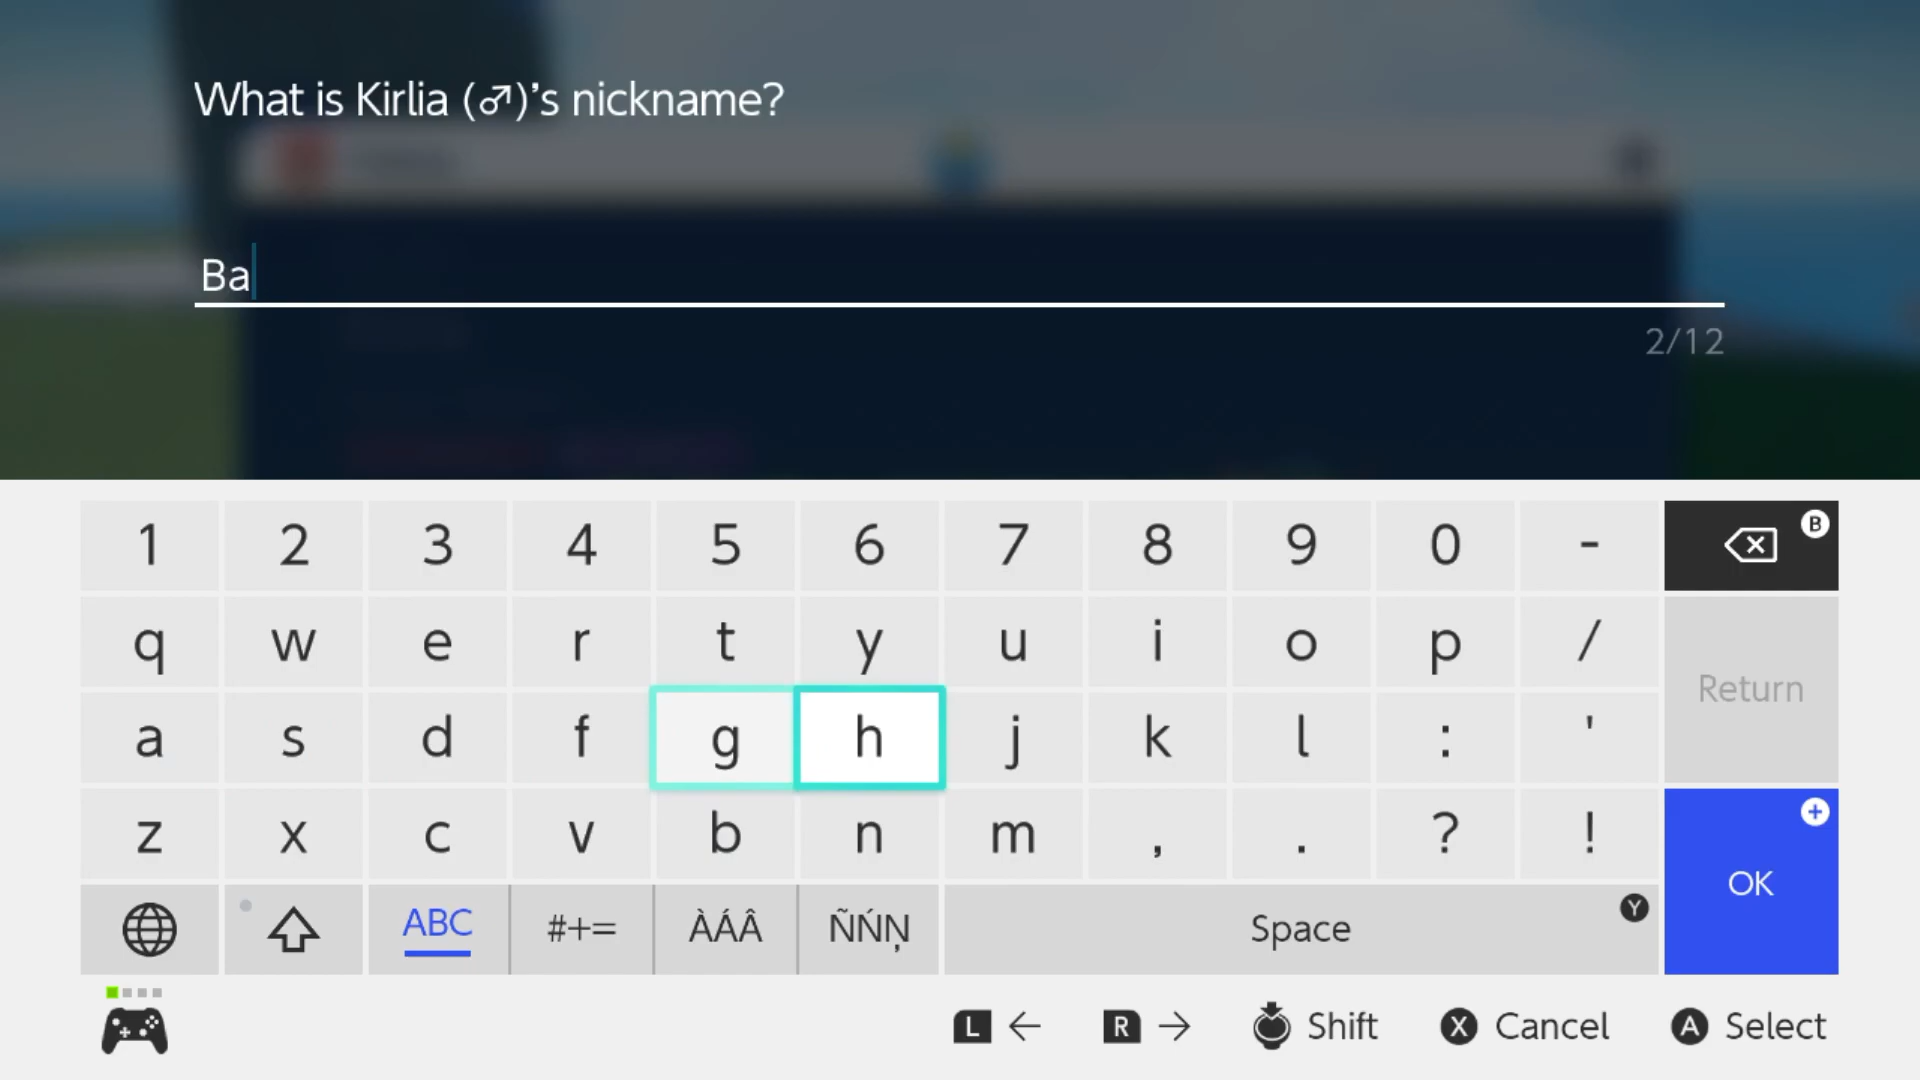 What is Kirlia (♂)'s nickname?
Ba
2/12
1 2 3 4 5 6 7 8 9 0 - B
q w e r t y u i o p / Return
a s d f g h j k l : '
z x c v b n m , . ? ! + OK
ABC #+= ÀÁÂ ÑŃŅ Space Y
L ← R → Shift X Cancel A Select